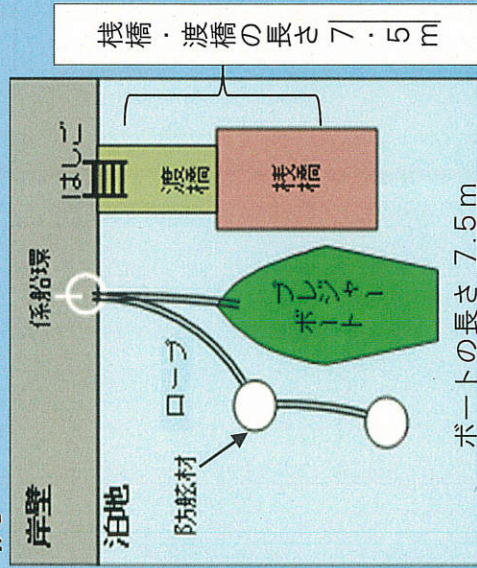 桟橋・渡橋の長さ 7.5m
岸壁
係船環
はしご
泊地
ロープ
渡橋
桟橋
防舷材
プレジャー
ボート
ボートの長さ 7.5m